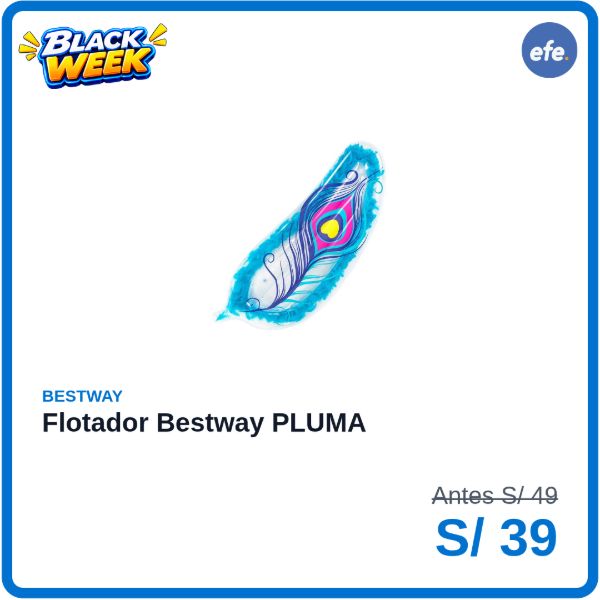 BLACK
WEEK
efe.
BESTWAY
Flotador Bestway PLUMA
Antes S/ 49
S/ 39